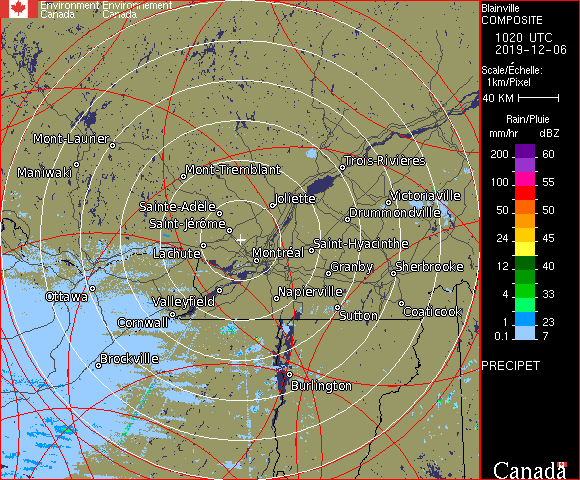 Environment Environnement
Canada Canada
Blainville
COMPOSITE
1020 UTC
2019-12-06
Scale/Échelle:
1km/Pixel
40 KM
Rain/Pluie
mm/hr dBZ
200 60
100 55
50 50
24 45
12 40
4 33
1 23
0.1 7
PRECIPET
Canada
Mont-Laurier
Maniwaki
Mont-Tremblant
Trois-Rivières
Joliette
Victoriaville
Sainte-Adele
Drummondville
Saint-Jérôme
Saint-Hyacinthe
Lachute
Montréal
Granby
Sherbrooke
Ottawa
Valleyfield
Napierville
Coaticook
Cornwall
Sutton
Brockville
Burlington